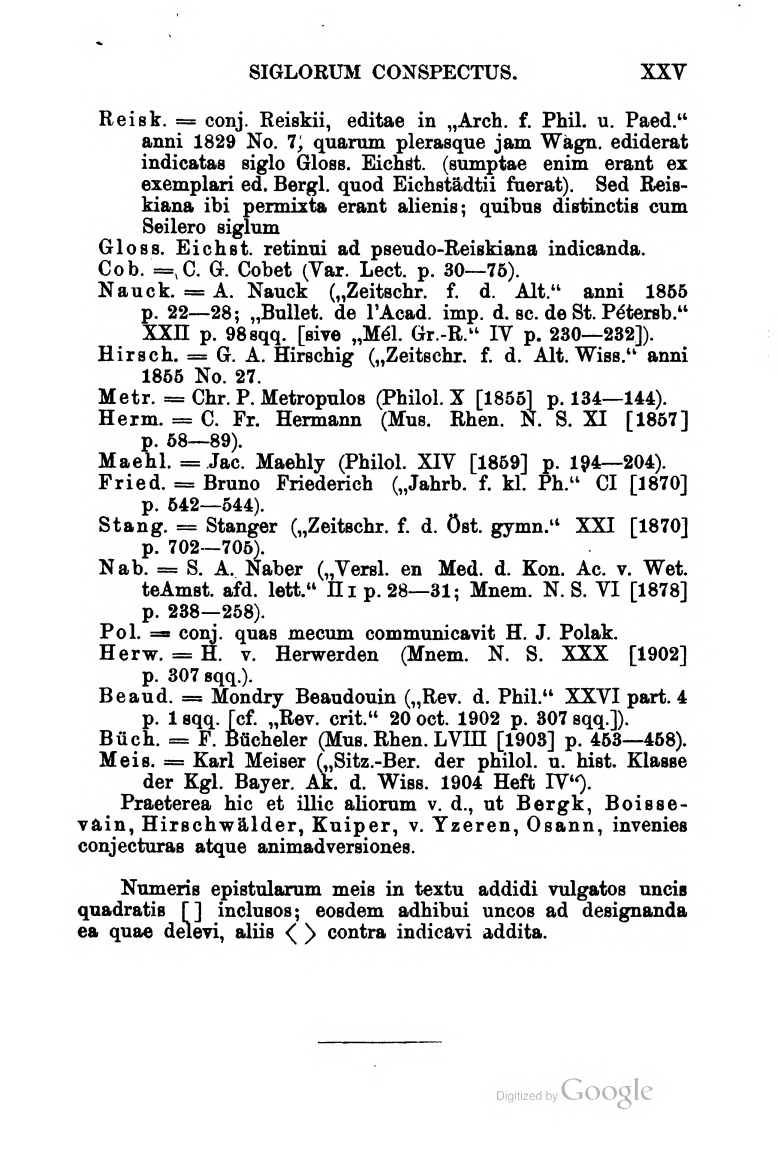 SIGLORUM CONSPECTUS. XXV
Reisk. = conj. Reiskii, editae in „Arch. f. Phil. u. Paed.“
anni 1829 No. 7; quarum plerasque jam Wagn. ediderat
indicatas siglo Gloss. Eichst. (sumptae enim erant ex
exemplari ed. Bergl. quod Eichstädtii fuerat). Sed Reis-
kiana ibi permixta erant alienis; quibus distinctis cum
Seilero siglum
Gloss. Eichst. retinui ad pseudo-Reiskiana indicanda.
Cob. = C. G. Cobet (Var. Lect. p. 30—75).
Nauck. = A. Nauck („Zeitschr. f. d. Alt.“ anni 1855
p. 22—28; „Bullet. de l'Acad. imp. d. sc. de St. Pétersb.“
XXII p. 98 sqq. [sive „Mél. Gr.-R.“ IV p. 230—232]).
Hirsch. = G. A. Hirschig („Zeitschr. f. d. Alt. Wiss.“ anni
1855 No. 27.
Metr. = Chr. P. Metropulos (Philol. X [1855] p. 134—144).
Herm. = C. Fr. Hermann (Mus. Rhen. N. S. XI [1857]
p. 58—89).
Maehl. = Jac. Maehly (Philol. XIV [1859] p. 194—204).
Fried. = Bruno Friederich („Jahrb. f. kl. Ph.“ CI [1870]
p. 542—544).
Stang. = Stanger („Zeitschr. f. d. Öst. gymn.“ XXI [1870]
p. 702—705).
Nab. = S. A. Naber („Versl. en Med. d. Kon. Ac. v. Wet.
teAmst. afd. lett.“ II I p. 28—31; Mnem. N. S. VI [1878]
p. 238—258).
Pol. = conj. quas mecum communicavit H. J. Polak.
Herw. = H. v. Herwerden (Mnem. N. S. XXX [1902]
p. 307 sqq.).
Beaud. = Mondry Beaudouin („Rev. d. Phil.“ XXVI part. 4
p. 1 sqq. [cf. „Rev. crit.“ 20 oct. 1902 p. 307 sqq.]).
Büch. = F. Bücheler (Mus. Rhen. LVIII [1903] p. 453—458).
Meis. = Karl Meiser („Sitz.-Ber. der philol. u. hist. Klasse
der Kgl. Bayer. Ak. d. Wiss. 1904 Heft IV“).
Praeterea hic et illic aliorum v. d., ut Bergk, Boisse-
vain, Hirschwälder, Kuiper, v. Yzeren, Osann, invenies
conjecturas atque animadversiones.
Numeris epistularum meis in textu addidi vulgatos uncis
quadratis [ ] inclusos; eosdem adhibui uncos ad designanda
ea quae delevi, aliis ⟨ ⟩ contra indicavi addita.
Digitized by Google